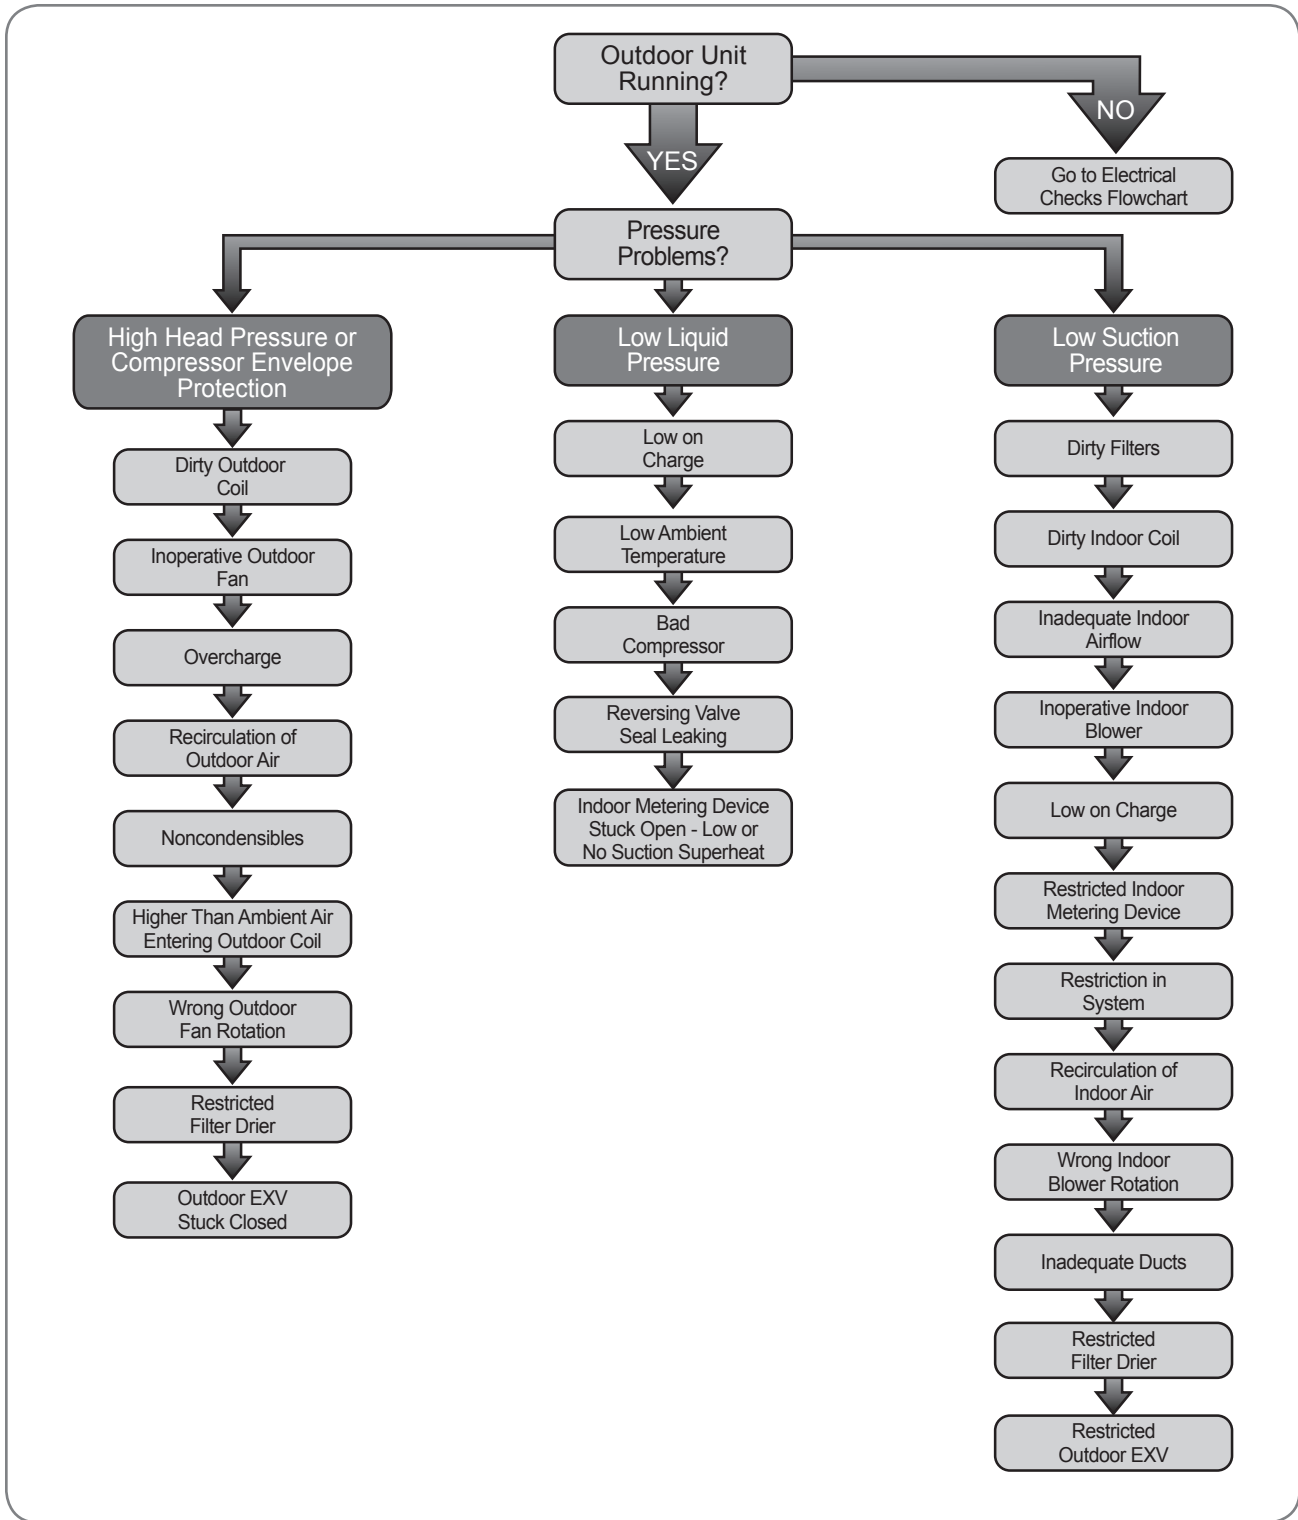 Outdoor Unit
Running?
NO
YES
Go to Electrical
Checks Flowchart
Pressure
Problems?
High Head Pressure or
Compressor Envelope
Protection
Dirty Outdoor
Coil
Inoperative Outdoor
Fan
Overcharge
Recirculation of
Outdoor Air
Noncondensibles
Higher Than Ambient Air
Entering Outdoor Coil
Wrong Outdoor
Fan Rotation
Restricted
Filter Drier
Outdoor EXV
Stuck Closed
Low Liquid
Pressure
Low on
Charge
Low Ambient
Temperature
Bad
Compressor
Reversing Valve
Seal Leaking
Indoor Metering Device
Stuck Open - Low or
No Suction Superheat
Low Suction
Pressure
Dirty Filters
Dirty Indoor Coil
Inadequate Indoor
Airflow
Inoperative Indoor
Blower
Low on Charge
Restricted Indoor
Metering Device
Restriction in
System
Recirculation of
Indoor Air
Wrong Indoor
Blower Rotation
Inadequate Ducts
Restricted
Filter Drier
Restricted
Outdoor EXV